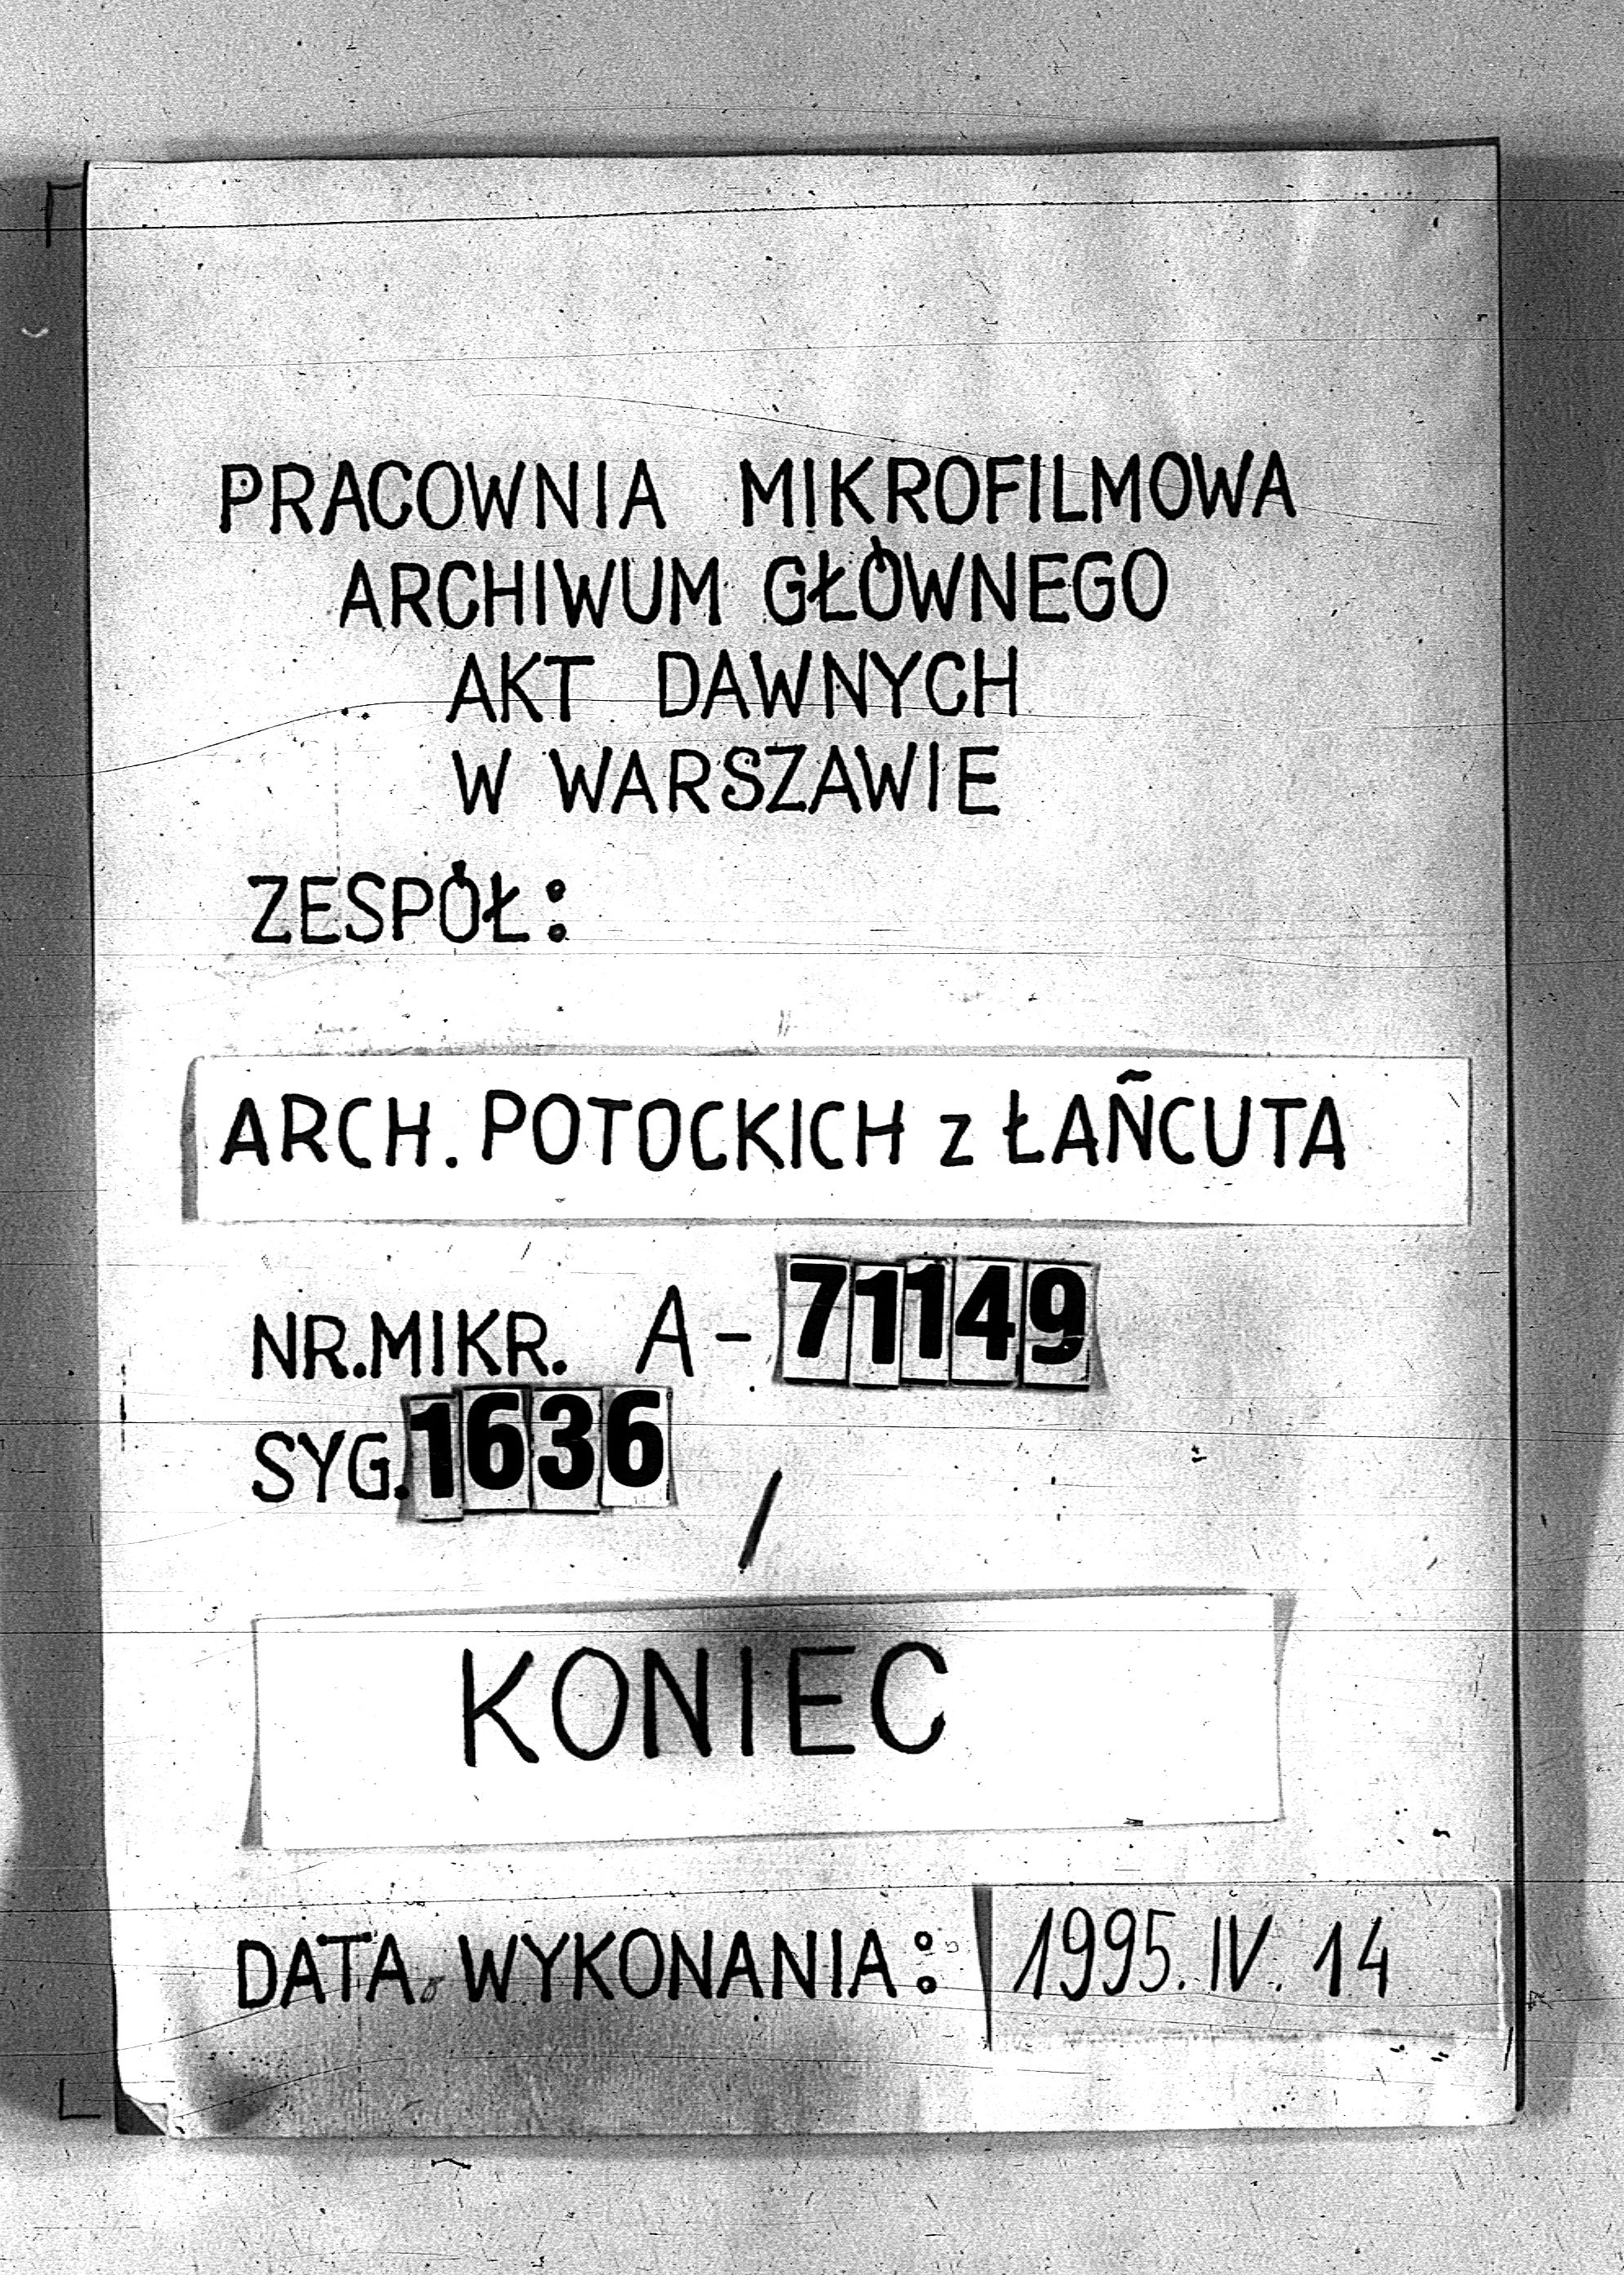 PRACOWNIA MIKROFILMOWA
ARCHIWUM GŁÓWNEGO
AKT DAWNYCH
W WARSZAWIE
ZESPÓŁ:
ARCH. POTOCKICH z ŁAŃCUTA
NR.MIKR. A-71149
SYG. 1636
/
KONIEC
DATA WYKONANIA: 1995. IV. 14